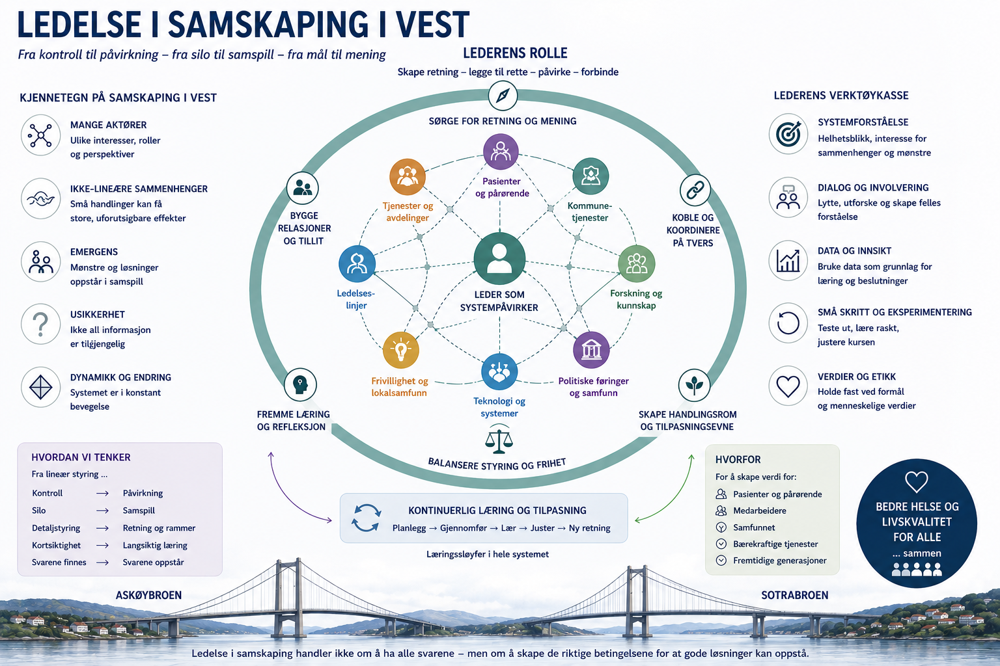 LEDELSE I SAMSKAPING I VEST
Fra kontroll til påvirkning – fra silo til samspill – fra mål til mening
LEDERENS ROLLE
Skape retning – legge til rette – påvirke – forbinde
KJENNETEGN PÅ SAMSKAPING I VEST
MANGE AKTØRER
Ulike interesser, roller
og perspektiver
IKKE-LINEÆRE SAMMENHENGER
Små handlinger kan få
store, uforutsigbare effekter
EMERGENS
Mønstre og løsninger
oppstår i samspill
USIKKERHET
Ikke all informasjon
er tilgjengelig
DYNAMIKK OG ENDRING
Systemet er i konstant
bevegelse
SØRGE FOR RETNING OG MENING
BYGGE
RELASJONER
OG TILLIT
KOBLE OG
KOORDINERE
PÅ TVERS
FREMME LÆRING
OG REFLEKSJON
SKAPE HANDLINGSROM
OG TILPASNINGSEVNE
BALANSERE STYRING OG FRIHET
Pasienter
og pårørende
Tjenester og
avdelinger
Kommune-
tjenester
Ledelses-
linjer
LEDER SOM
SYSTEMPÅVIRKER
Forskning og
kunnskap
Frivillighet og
lokalsamfunn
Teknologi og
systemer
Politiske føringer
og samfunn
LEDERENS VERKTØYKASSE
SYSTEMFORSTÅELSE
Helhetsblikk, interesse for
sammenhenger og mønstre
DIALOG OG INVOLVERING
Lytte, utforske og skape felles
forståelse
DATA OG INNSIKT
Bruke data som grunnlag for
læring og beslutninger
SMÅ SKRITT OG EKSPERIMENTERING
Teste ut, lære raskt,
justere kursen
VERDIER OG ETIKK
Holde fast ved formål
og menneskelige verdier
HVORDAN VI TENKER
Fra lineær styring ...
Kontroll → Påvirkning
Silo → Samspill
Detaljstyring → Retning og rammer
Kortsiktighet → Langsiktig læring
Svarene finnes → Svarene oppstår
KONTINUERLIG LÆRING OG TILPASNING
Planlegg → Gjennomfør → Lær → Juster → Ny retning
Læringssløyfer i hele systemet
HVORFOR
For å skape verdi for:
Pasienter og pårørende
Medarbeidere
Samfunnet
Bærekraftige tjenester
Fremtidige generasjoner
BEDRE HELSE OG
LIVSKVALITET
FOR ALLE
... sammen
ASKØYBROEN
SOTRABROEN
Ledelse i samskaping handler ikke om å ha alle svarene – men om å skape de riktige betingelsene for at gode løsninger kan oppstå.